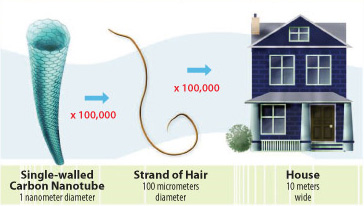 x 100,000
x 100,000
Single-walled
Carbon Nanotube
1 nanometer diameter
Strand of Hair
100 micrometers
diameter
House
10 meters
wide